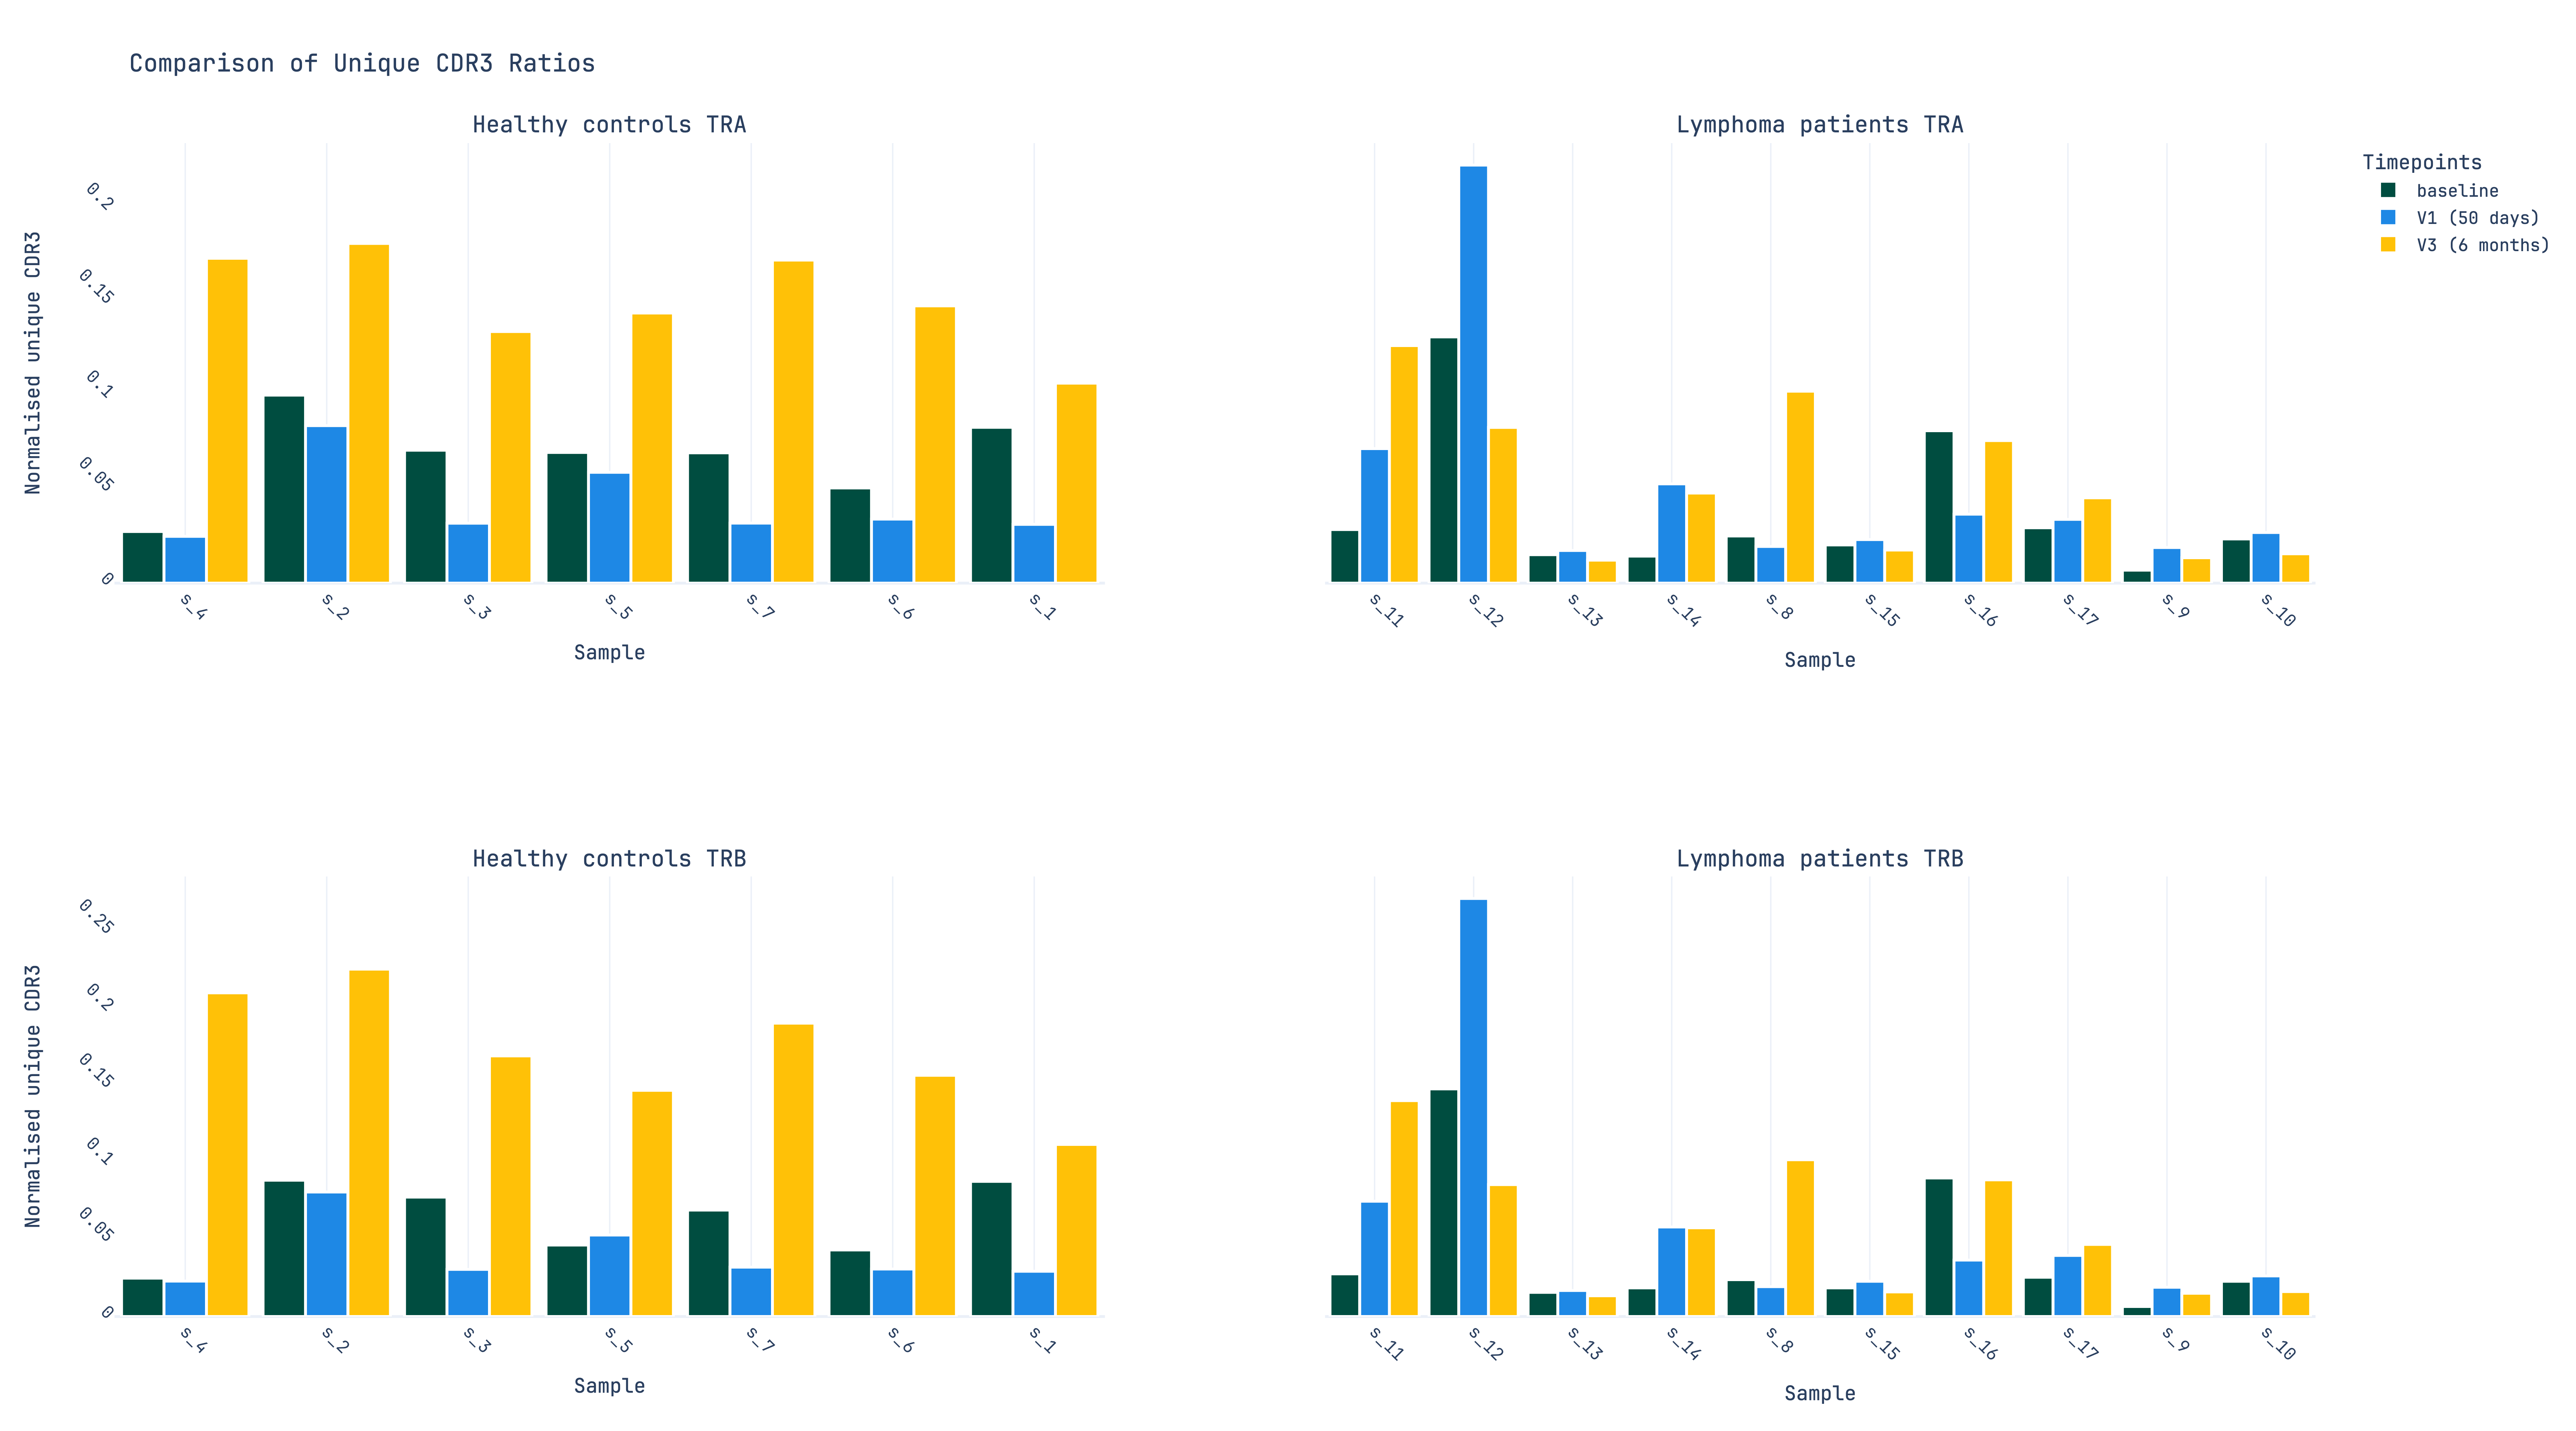 Comparison of Unique CDR3 Ratios
Healthy controls TRA
Normalised unique CDR3
0.2
0.15
0.1
0.05
0
s_4
s_2
s_3
s_5
s_7
s_6
s_1
Sample
Lymphoma patients TRA
s_11
s_12
s_13
s_14
s_8
s_15
s_16
s_17
s_9
s_10
Sample
Timepoints
baseline
V1 (50 days)
V3 (6 months)
Healthy controls TRB
Normalised unique CDR3
0.25
0.2
0.15
0.1
0.05
0
s_4
s_2
s_3
s_5
s_7
s_6
s_1
Sample
Lymphoma patients TRB
s_11
s_12
s_13
s_14
s_8
s_15
s_16
s_17
s_9
s_10
Sample